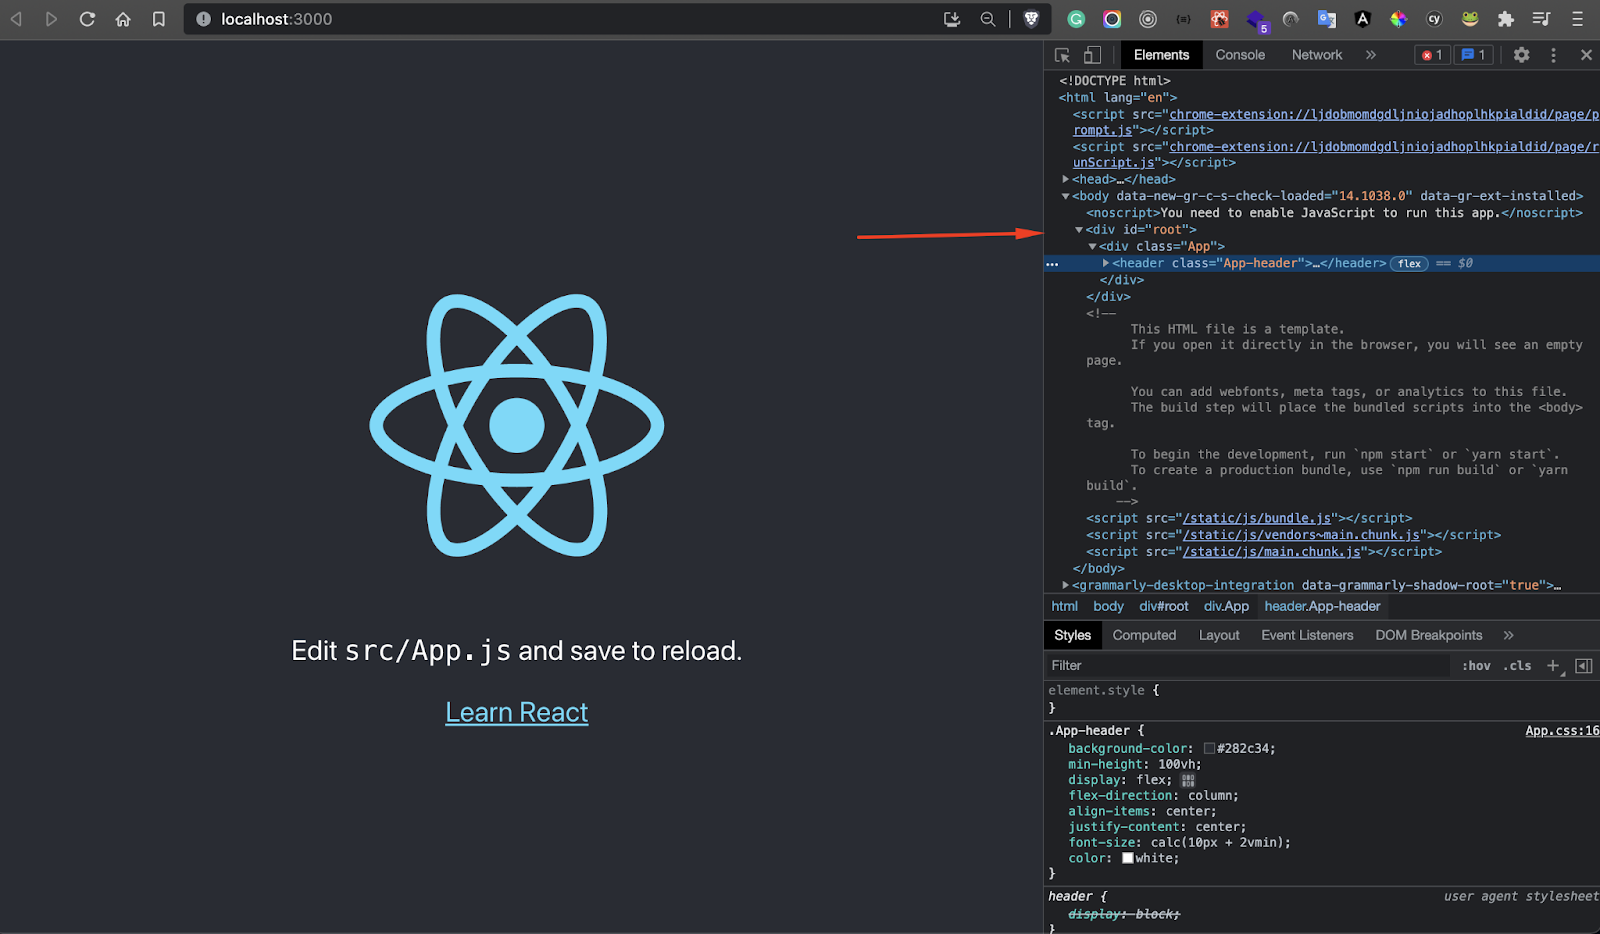 localhost:3000
5
cy
Elements Console Network » 1 1
<!DOCTYPE html>
<html lang="en">
<script src="chrome-extension://ljdobmomdgdljniojadhoplhkpialdid/page/p
rompt.js"></script>
<script src="chrome-extension://ljdobmomdgdljniojadhoplhkpialdid/page/r
unScript.js"></script>
<head>…</head>
<body data-new-gr-c-s-check-loaded="14.1038.0" data-gr-ext-installed>
<noscript>You need to enable JavaScript to run this app.</noscript>
<div id="root">
<div class="App">
<header class="App-header">…</header> flex == $0
</div>
</div>
<!--
This HTML file is a template.
If you open it directly in the browser, you will see an empty
page.
You can add webfonts, meta tags, or analytics to this file.
The build step will place the bundled scripts into the <body>
tag.
To begin the development, run `npm start` or `yarn start`.
To create a production bundle, use `npm run build` or `yarn
build`.
-->
<script src="/static/js/bundle.js"></script>
<script src="/static/js/vendors~main.chunk.js"></script>
<script src="/static/js/main.chunk.js"></script>
</body>
<grammarly-desktop-integration data-grammarly-shadow-root="true">…
html body div#root div.App header.App-header
Styles Computed Layout Event Listeners DOM Breakpoints »
Filter :hov .cls +
element.style {
}
.App-header { App.css:16
background-color: #282c34;
min-height: 100vh;
display: flex;
flex-direction: column;
align-items: center;
justify-content: center;
font-size: calc(10px + 2vmin);
color: white;
}
header { user agent stylesheet
display: block;
}
Edit src/App.js and save to reload.
Learn React